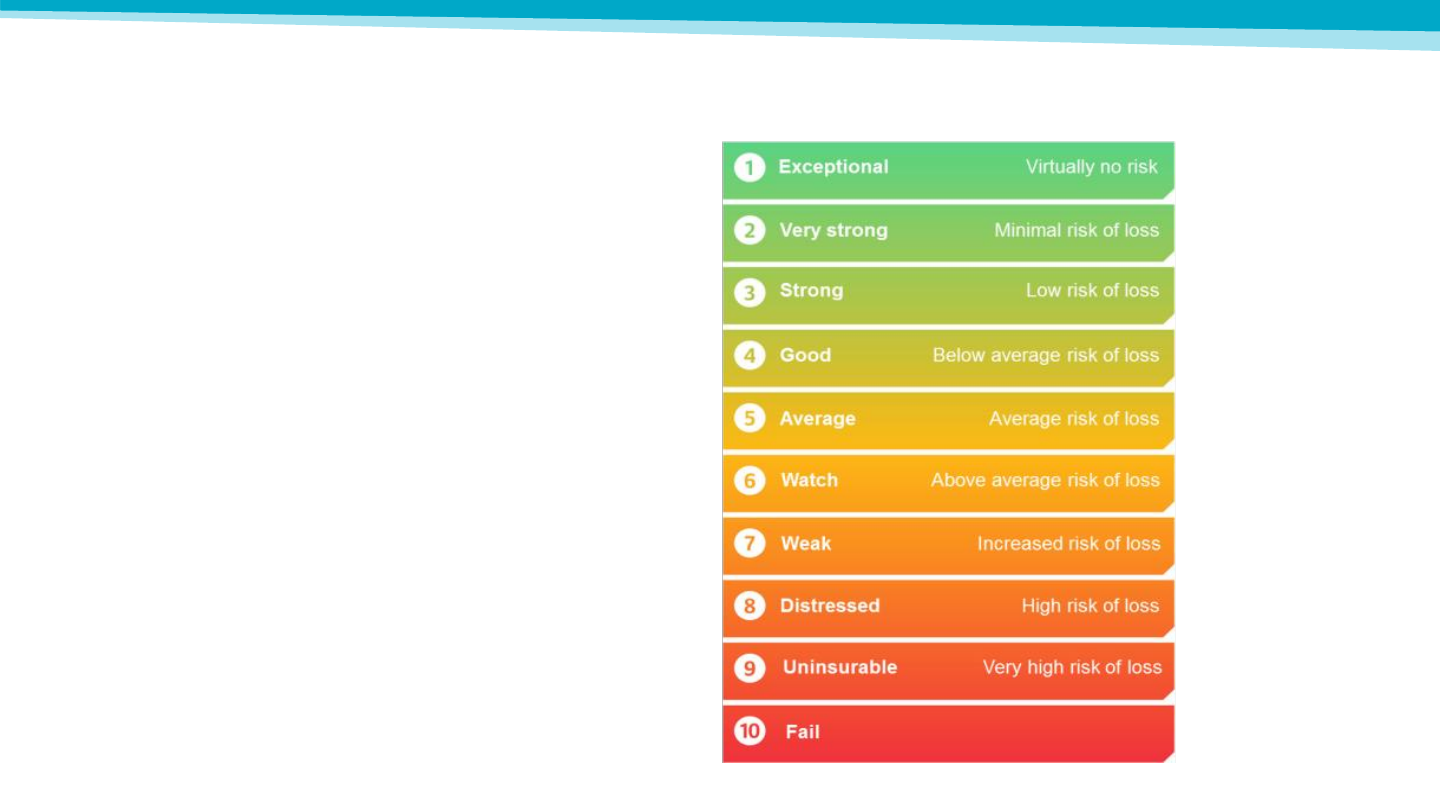 1 Exceptional Virtually no risk
2 Very strong Minimal risk of loss
3 Strong Low risk of loss
4 Good Below average risk of loss
5 Average Average risk of loss
6 Watch Above average risk of loss
7 Weak Increased risk of loss
8 Distressed High risk of loss
9 Uninsurable Very high risk of loss
10 Fail